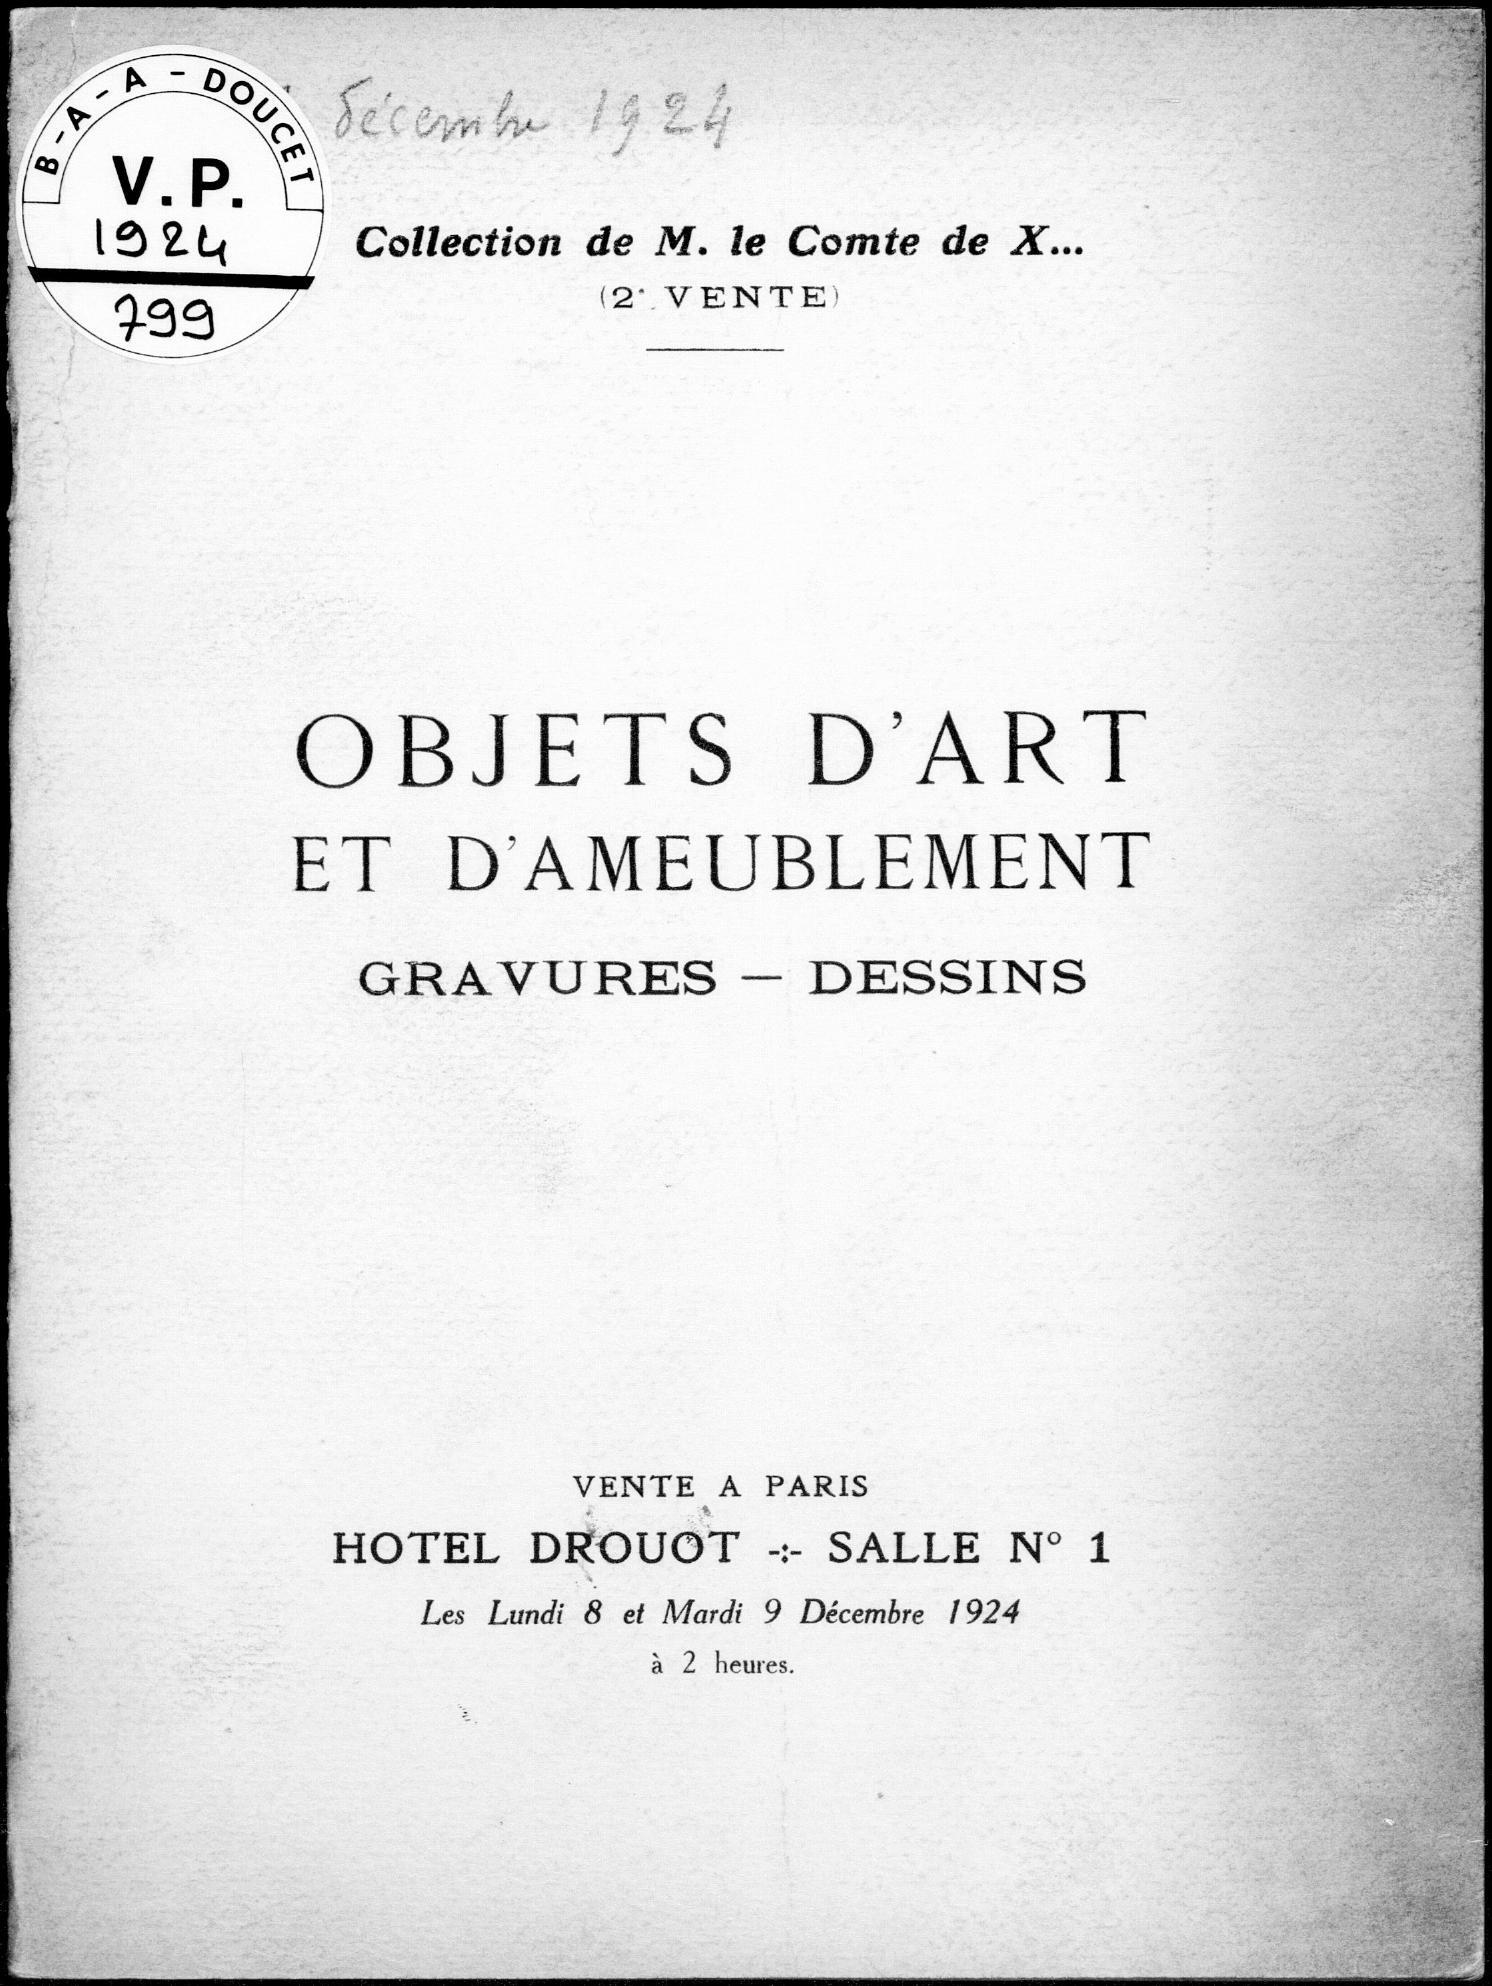 B-A-A-DOUCET
V.P.
1924
799
décembre 1924
Collection de M. le Comte de X...
(2e VENTE)
OBJETS D'ART
ET D'AMEUBLEMENT
GRAVURES — DESSINS
VENTE A PARIS
HOTEL DROUOT -:- SALLE N° 1
Les Lundi 8 et Mardi 9 Décembre 1924
à 2 heures.